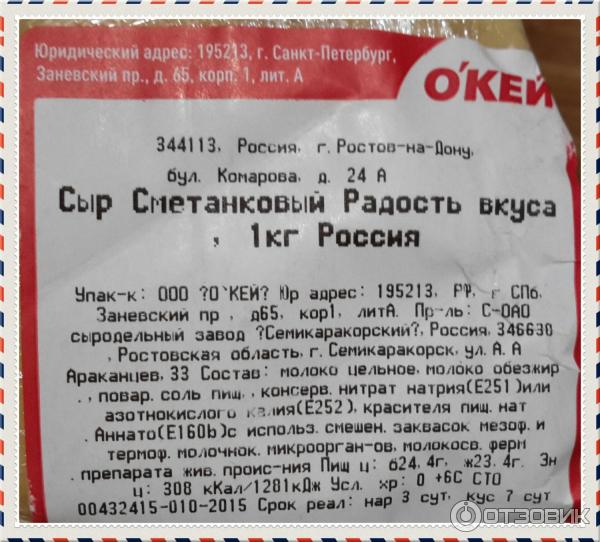 Юридический адрес: 195213, г. Санкт-Петербург,
Заневский пр., д. 65, корп. 1, лит. А
О'КЕЙ
344113, Россия, г. Ростов-на-Дону,
бул. Комарова, д. 24 А
Сыр Сметанковый Радость вкуса
, 1кг Россия
Упак-к: ООО ?О`КЕЙ? Юр адрес: 195213, РФ, г СПб,
Заневский пр , д65, кор1, литА. Пр-ль: С-ОАО
сыродельный завод ?Семикаракорский?, Россия, 346630
, Ростовская область, г. Семикаракорск, ул. А. А
Араканцев, 33 Состав: молоко цельное, молоко обезжир
., повар. соль пищ., консерв. нитрат натрия(Е251)или
азотнокислого калия(Е252), красителя пищ. нат
. Аннато(Е160b)с использ. смешен. заквасок мезоф. и
термоф. молочнок. микроорган-ов, молокосв. ферм
. препарата жив. проис-ния Пищ ц: б24.4г, ж23.4г. Эн
ц: 308 кКал/1281кДж Усл. хр: 0 +6С СТО
00432415-010-2015 Срок реал: нар 3 сут, кус 7 сут
ОТЗОВИК